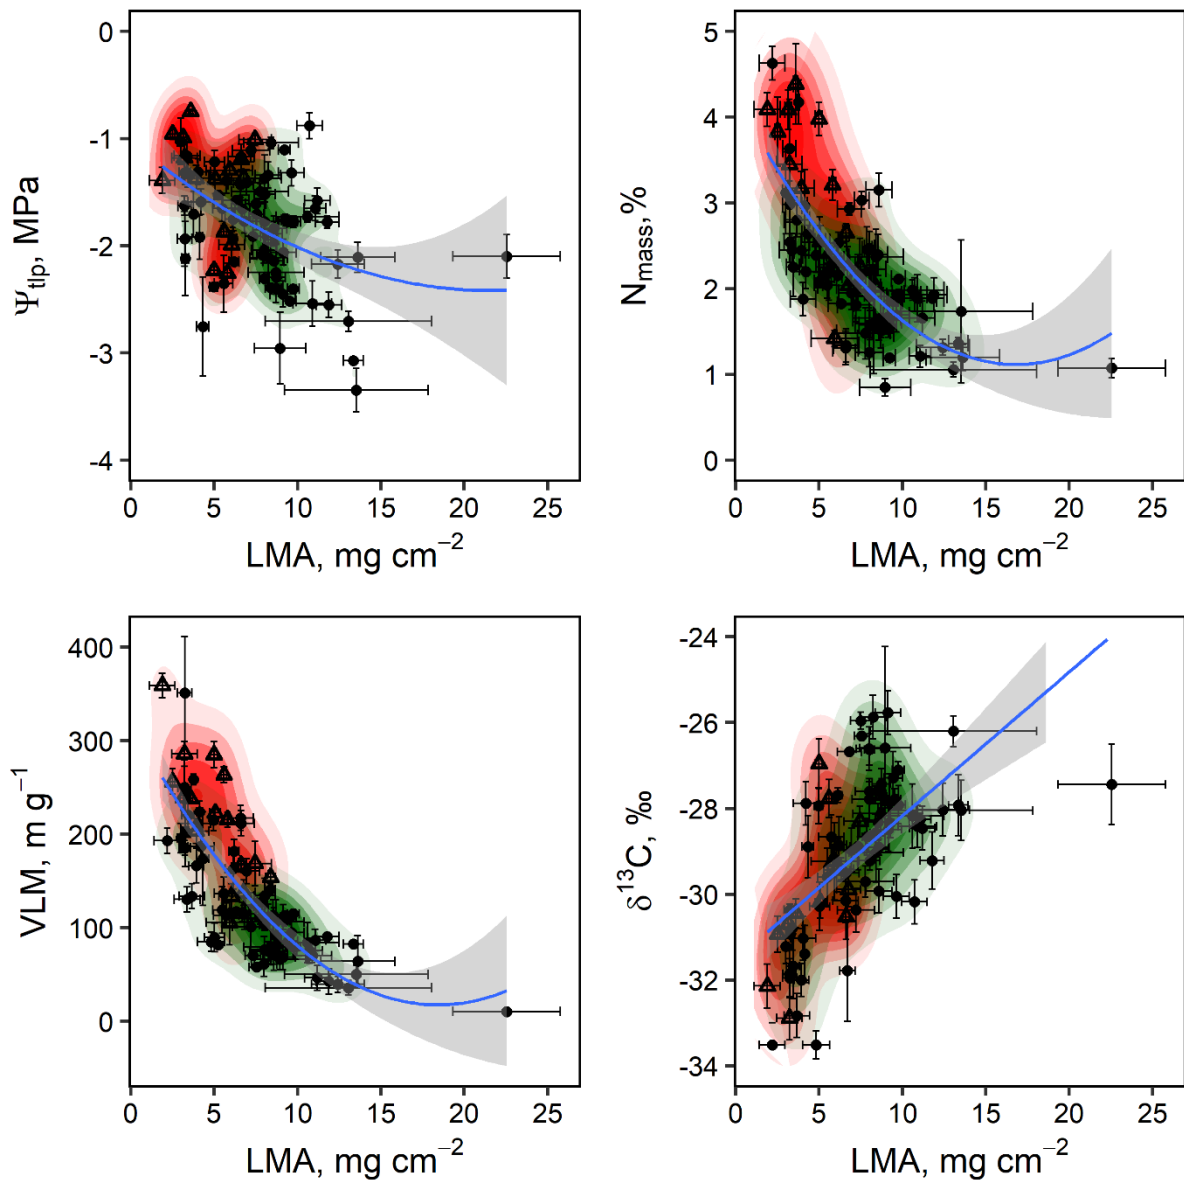 0
-1
-2
-3
-4
Ψtlp, MPa
0 5 10 15 20 25
LMA, mg cm−2
5
4
3
2
1
0
Nmass, %
0 5 10 15 20 25
LMA, mg cm−2
400
300
200
100
0
VLM, m g−1
0 5 10 15 20 25
LMA, mg cm−2
-24
-26
-28
-30
-32
-34
δ13C, ‰
0 5 10 15 20 25
LMA, mg cm−2